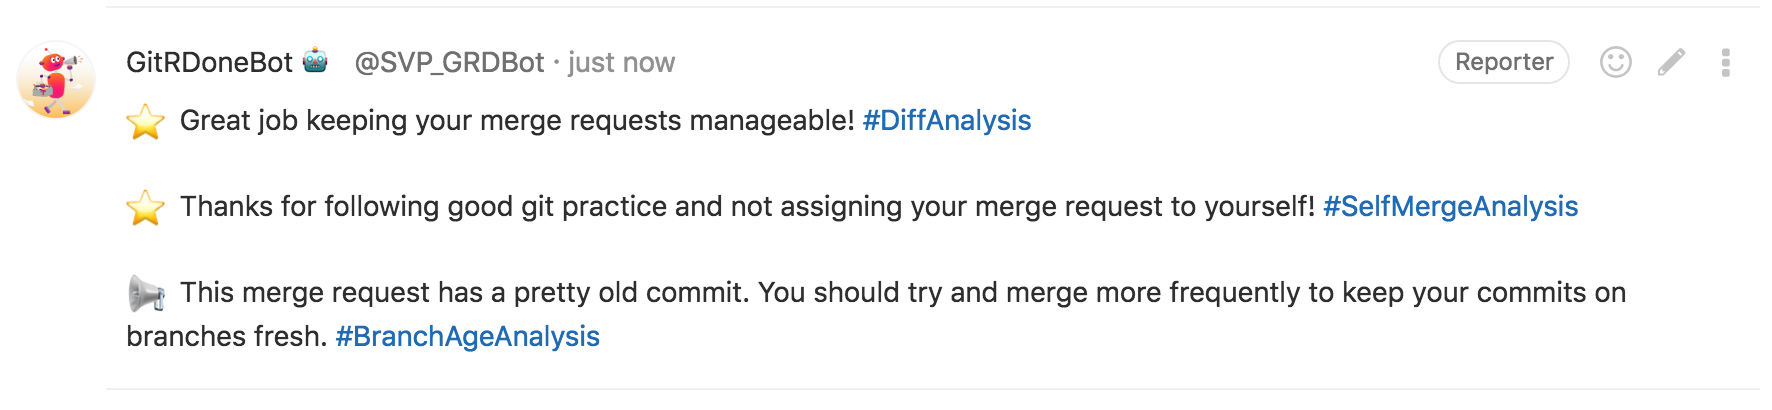 GitRDoneBot 🤖 @SVP_GRDBot · just now Reporter
⭐ Great job keeping your merge requests manageable! #DiffAnalysis
⭐ Thanks for following good git practice and not assigning your merge request to yourself! #SelfMergeAnalysis
📢 This merge request has a pretty old commit. You should try and merge more frequently to keep your commits on
branches fresh. #BranchAgeAnalysis